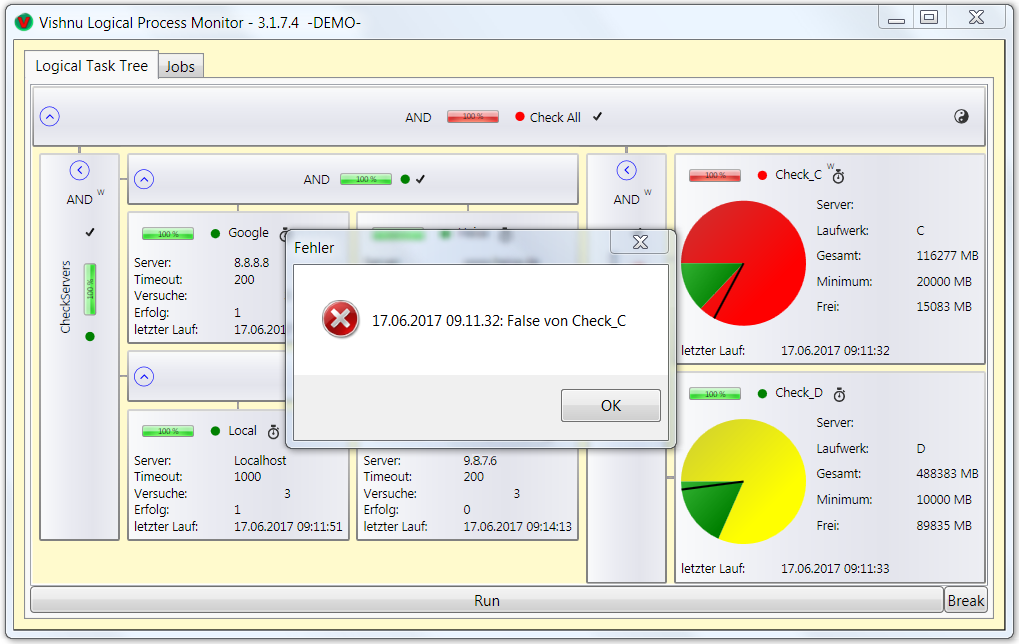 Vishnu Logical Process Monitor - 3.1.7.4 -DEMO-
Logical Task Tree
Jobs
AND 100 % Check All
AND W
CheckServers
100 %
AND 100 %
100 % Google
Server: 8.8.8.8
Timeout: 200
Versuche:
Erfolg: 1
letzter Lauf: 17.06.201
100 % Local
Server: Localhost
Timeout: 1000
Versuche: 3
Erfolg: 1
letzter Lauf: 17.06.2017 09:11:51
Server: 9.8.7.6
Timeout: 200
Versuche: 3
Erfolg: 0
letzter Lauf: 17.06.2017 09:14:13
Fehler
17.06.2017 09.11.32: False von Check_C
OK
AND W
100 % Check_C W
Server:
Laufwerk: C
Gesamt: 116277 MB
Minimum: 20000 MB
Frei: 15083 MB
letzter Lauf: 17.06.2017 09:11:32
100 % Check_D
Server:
Laufwerk: D
Gesamt: 488383 MB
Minimum: 10000 MB
Frei: 89835 MB
letzter Lauf: 17.06.2017 09:11:33
Run
Break